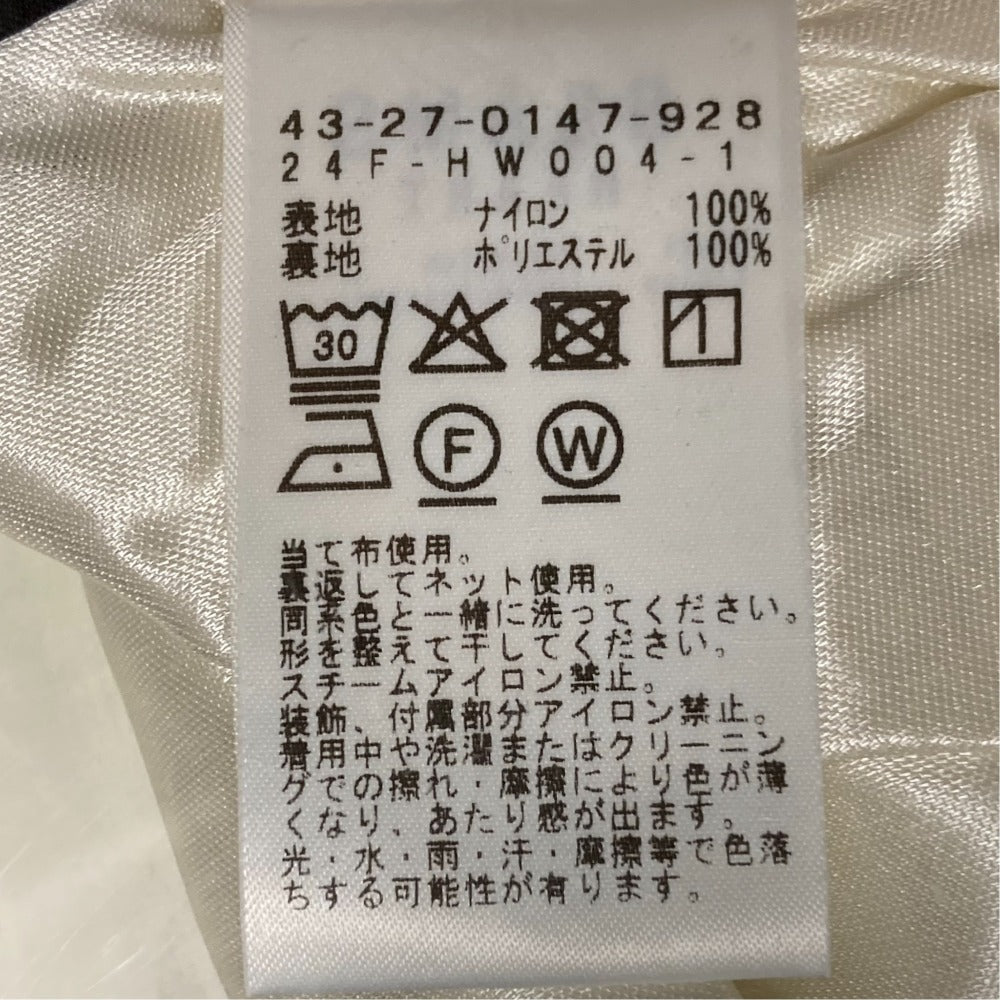 43-27-0147-928
24F-HW004-1
表地 ナイロン 100%
裏地 ポリエステル 100%
30
F W
当て布使用。
裏返してネット使用。
同系色と一緒に洗ってください。
形を整えて干してください。
スチームアイロン禁止。
装飾、付属部分アイロン禁止。
着用中や洗濯またはクリーニン
グでの擦れ・摩擦により色が薄
くなり、あたり感が出ます。
光・水・雨・汗・摩擦等で色落
ちする可能性が有ります。